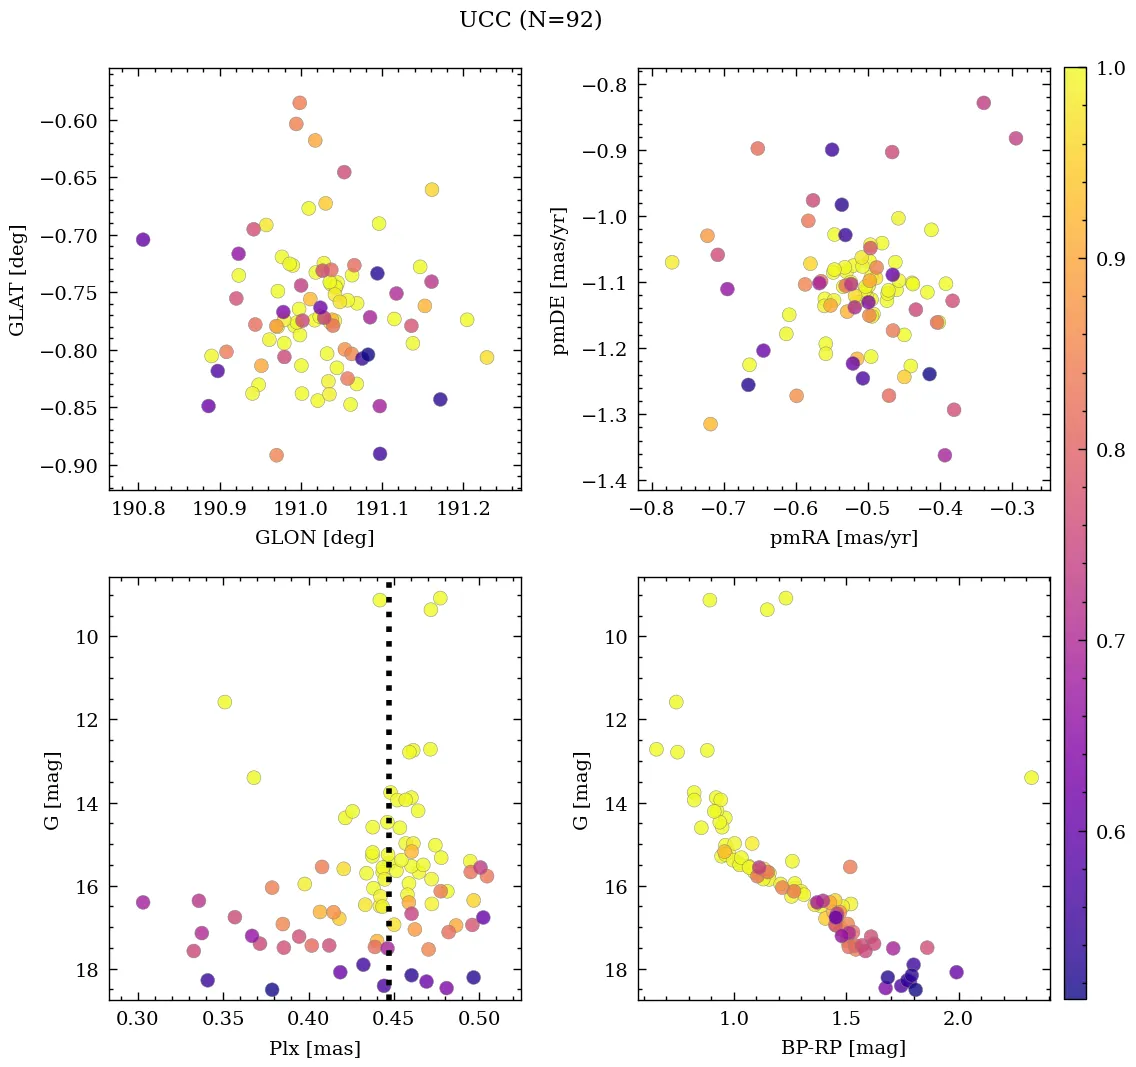 UCC (N=92)
−0.60
−0.65
−0.70
−0.75
−0.80
−0.85
−0.90
GLAT [deg]
190.8 190.9 191.0 191.1 191.2
GLON [deg]
−0.8
−0.9
−1.0
−1.1
−1.2
−1.3
−1.4
pmDE [mas/yr]
−0.8 −0.7 −0.6 −0.5 −0.4 −0.3
pmRA [mas/yr]
10
12
14
16
18
G [mag]
0.30 0.35 0.40 0.45 0.50
Plx [mas]
10
12
14
16
18
G [mag]
1.0 1.5 2.0
BP-RP [mag]
1.0
0.9
0.8
0.7
0.6